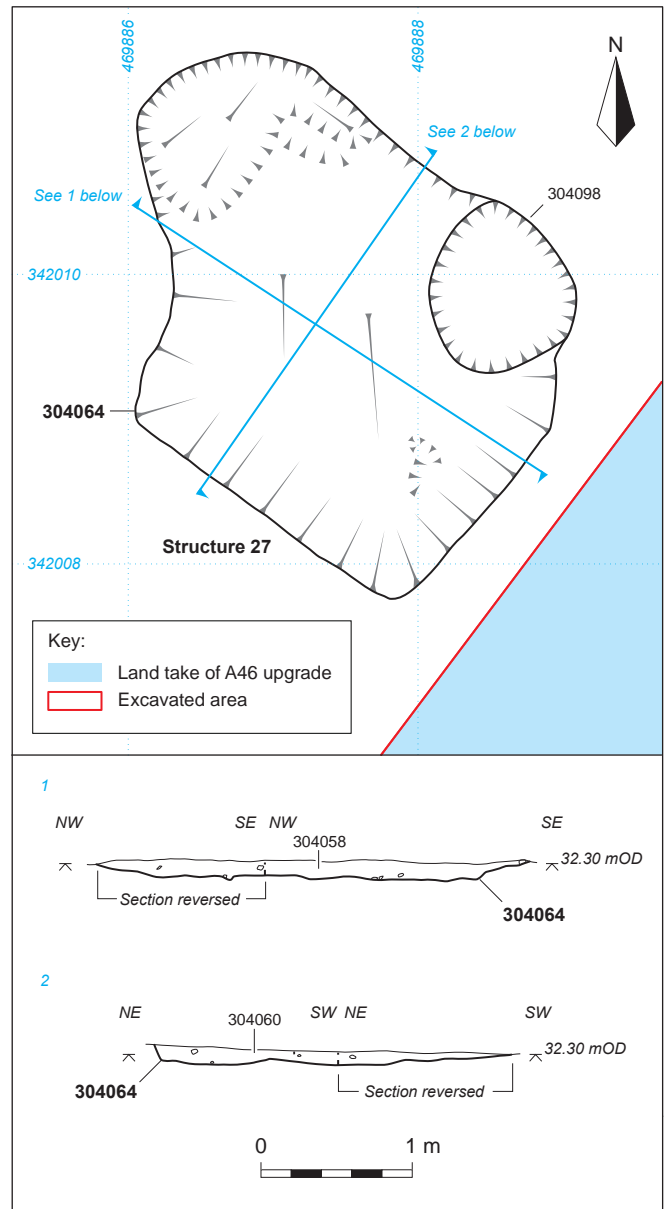 469886
469888
N
See 2 below
See 1 below
304098
342010
304064
Structure 27
342008
Key:
Land take of A46 upgrade
Excavated area
1
NW SE NW SE
304058
32.30 mOD
Section reversed
304064
2
NE SW NE SW
304060
32.30 mOD
304064
Section reversed
0 1 m